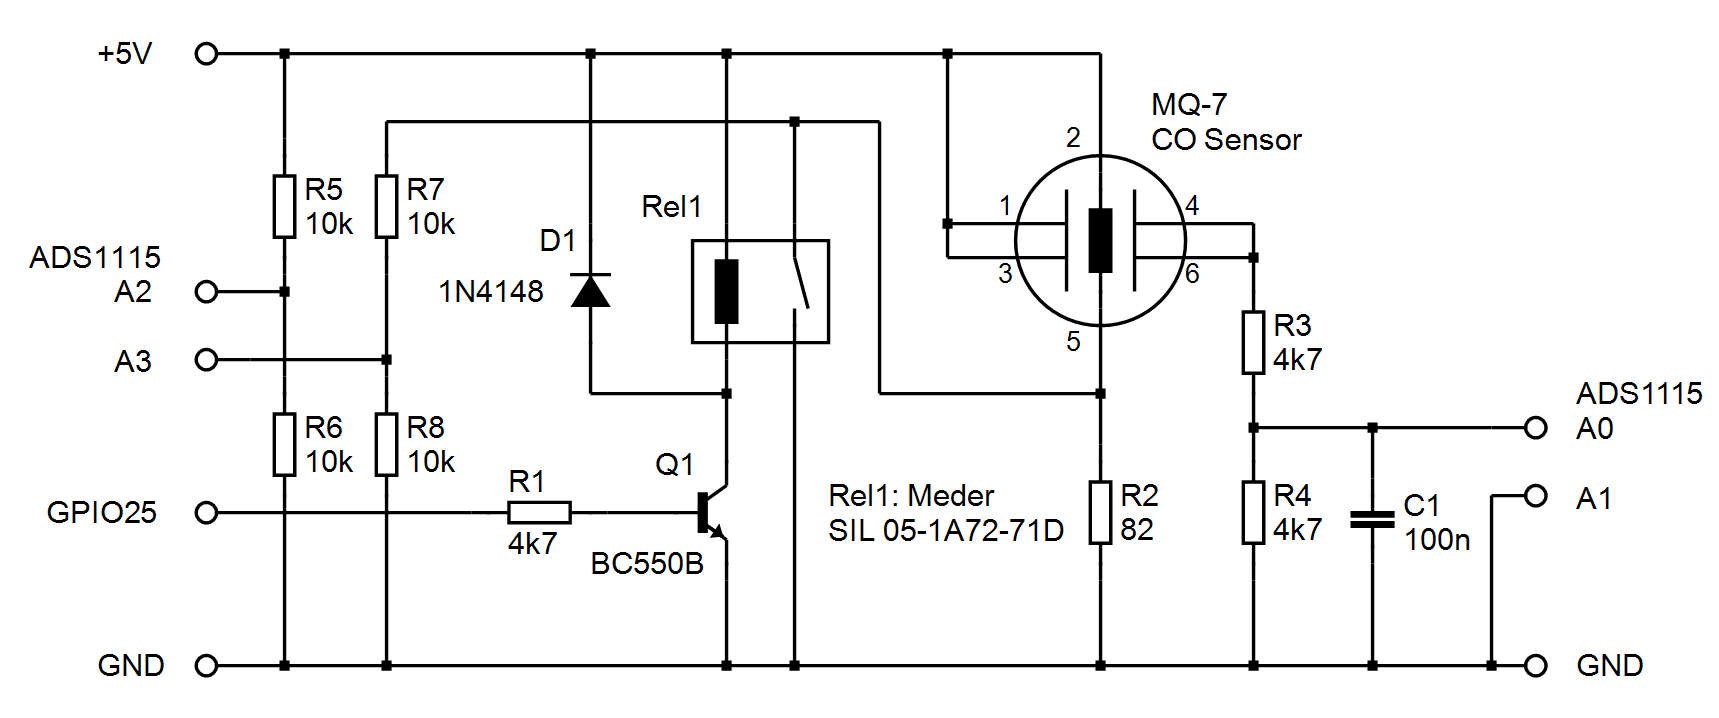 +5V
MQ-7
CO Sensor
2
R5
10k
R7
10k
Rel1
1
4
D1
ADS1115
A2
1N4148
3
6
R3
4k7
5
A3
ADS1115
A0
R6
10k
R8
10k
Q1
R1
4k7
GPIO25
BC550B
Rel1: Meder
SIL 05-1A72-71D
R2
82
R4
4k7
C1
100n
A1
GND
GND